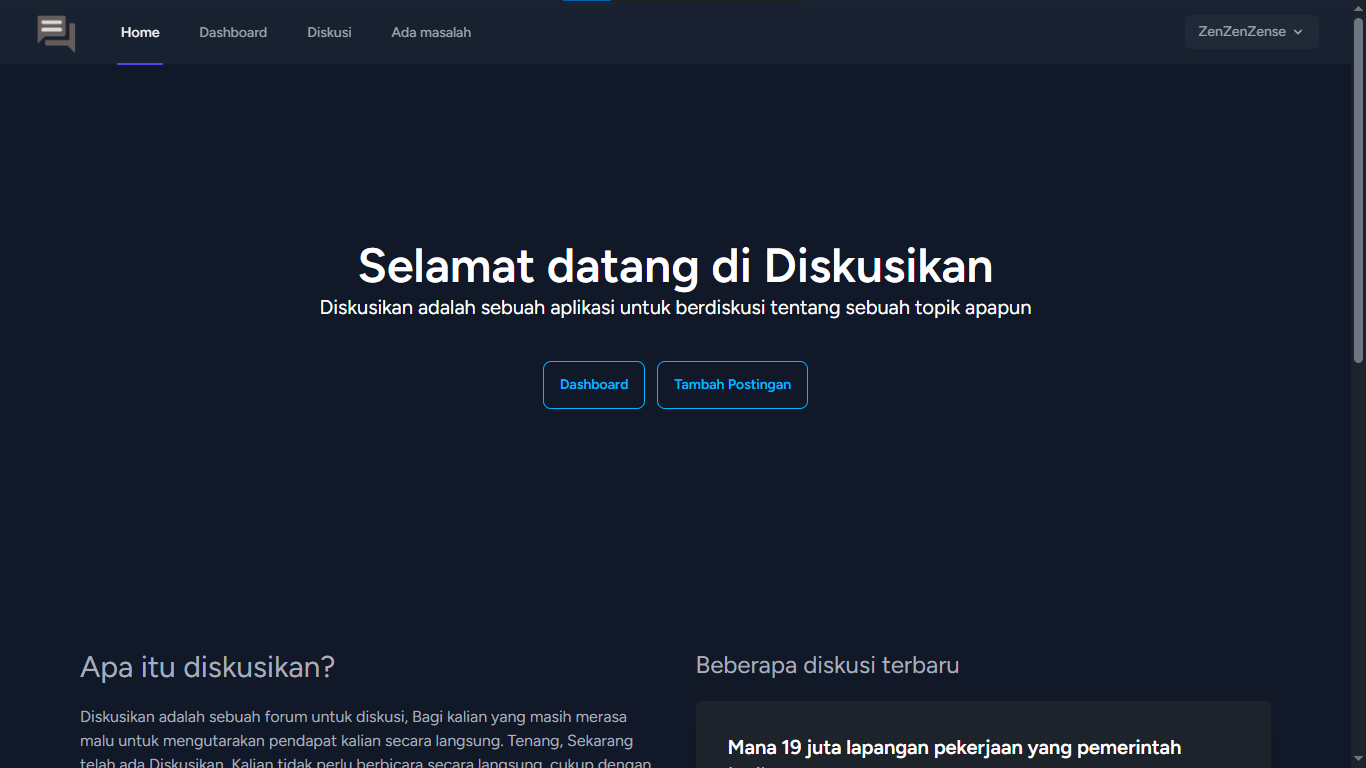 Home
Dashboard
Diskusi
Ada masalah
ZenZenZense
Selamat datang di Diskusikan
Diskusikan adalah sebuah aplikasi untuk berdiskusi tentang sebuah topik apapun
Dashboard
Tambah Postingan
Apa itu diskusikan?
Diskusikan adalah sebuah forum untuk diskusi, Bagi kalian yang masih merasa
malu untuk mengutarakan pendapat kalian secara langsung. Tenang, Sekarang
telah ada Diskusikan. Kalian tidak perlu berbicara secara langsung, cukup dengan
Beberapa diskusi terbaru
Mana 19 juta lapangan pekerjaan yang pemerintah